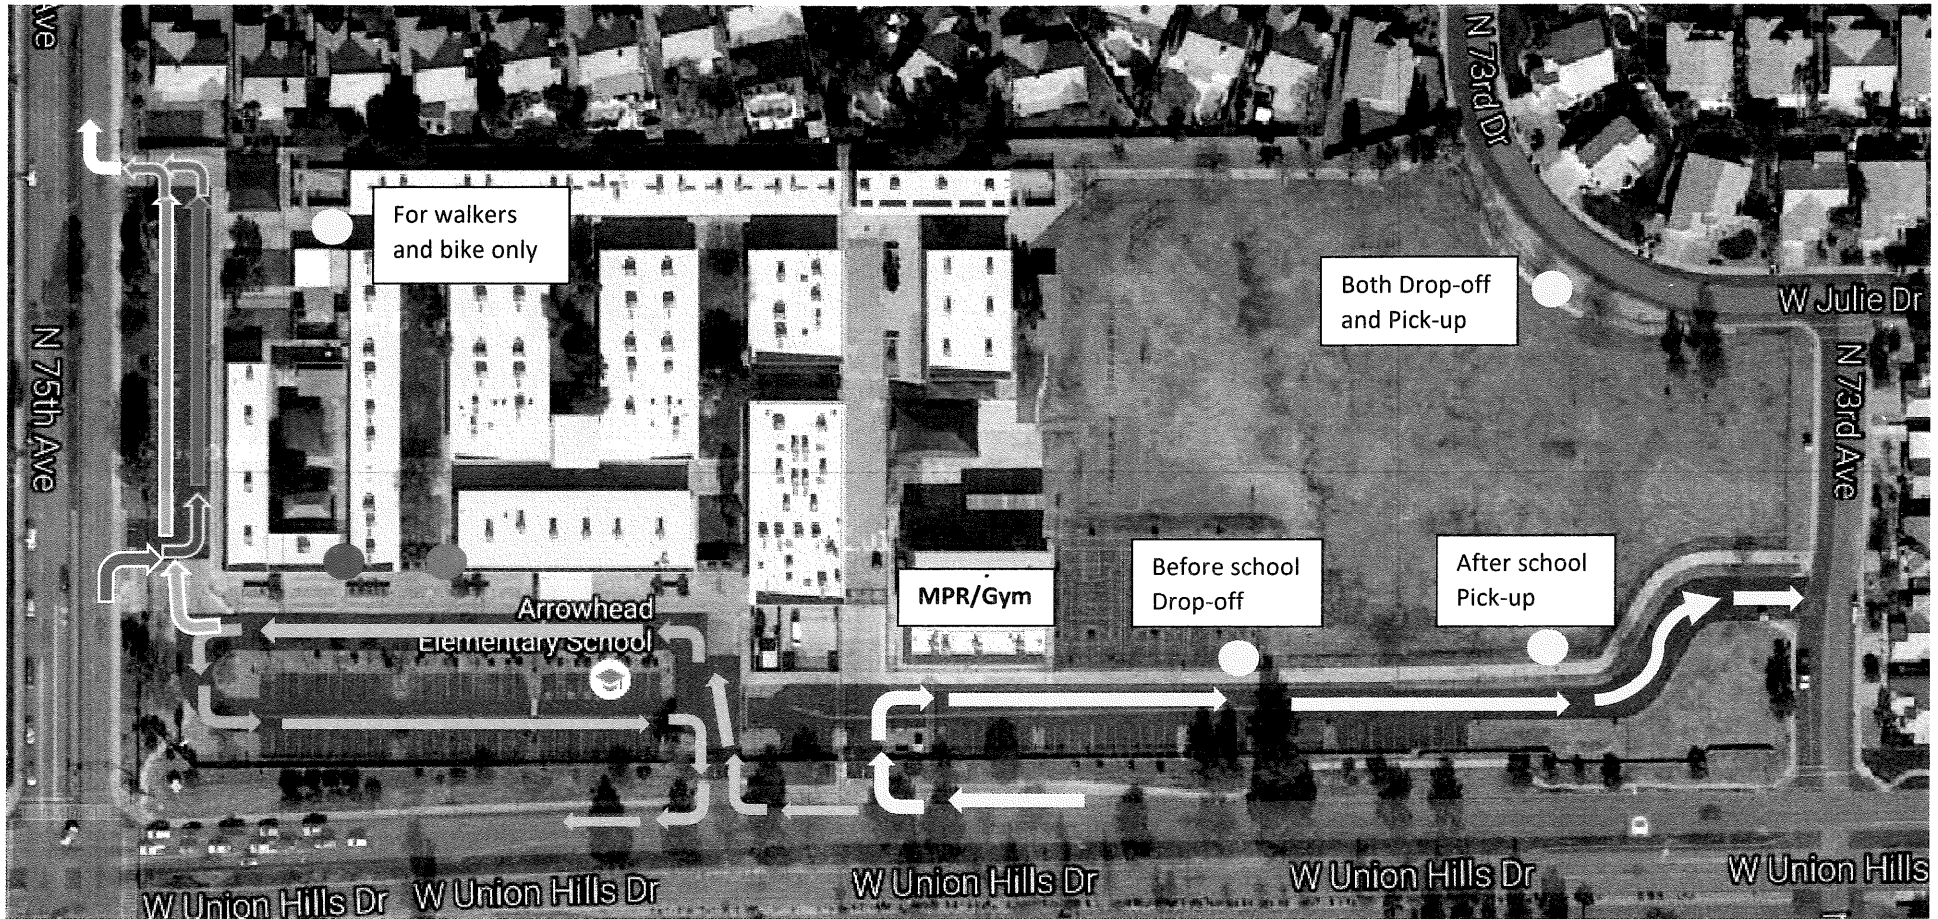 Ave
N 73rd Dr
For walkers
and bike only
Both Drop-off
and Pick-up
W Julie Dr
N 75th Ave
N 73rd Ave
Before school
Drop-off
After school
Pick-up
MPR/Gym
Arrowhead
Elementary School
W Union Hills Dr
W Union Hills Dr
W Union Hills Dr
W Union Hills Dr
W Union Hills